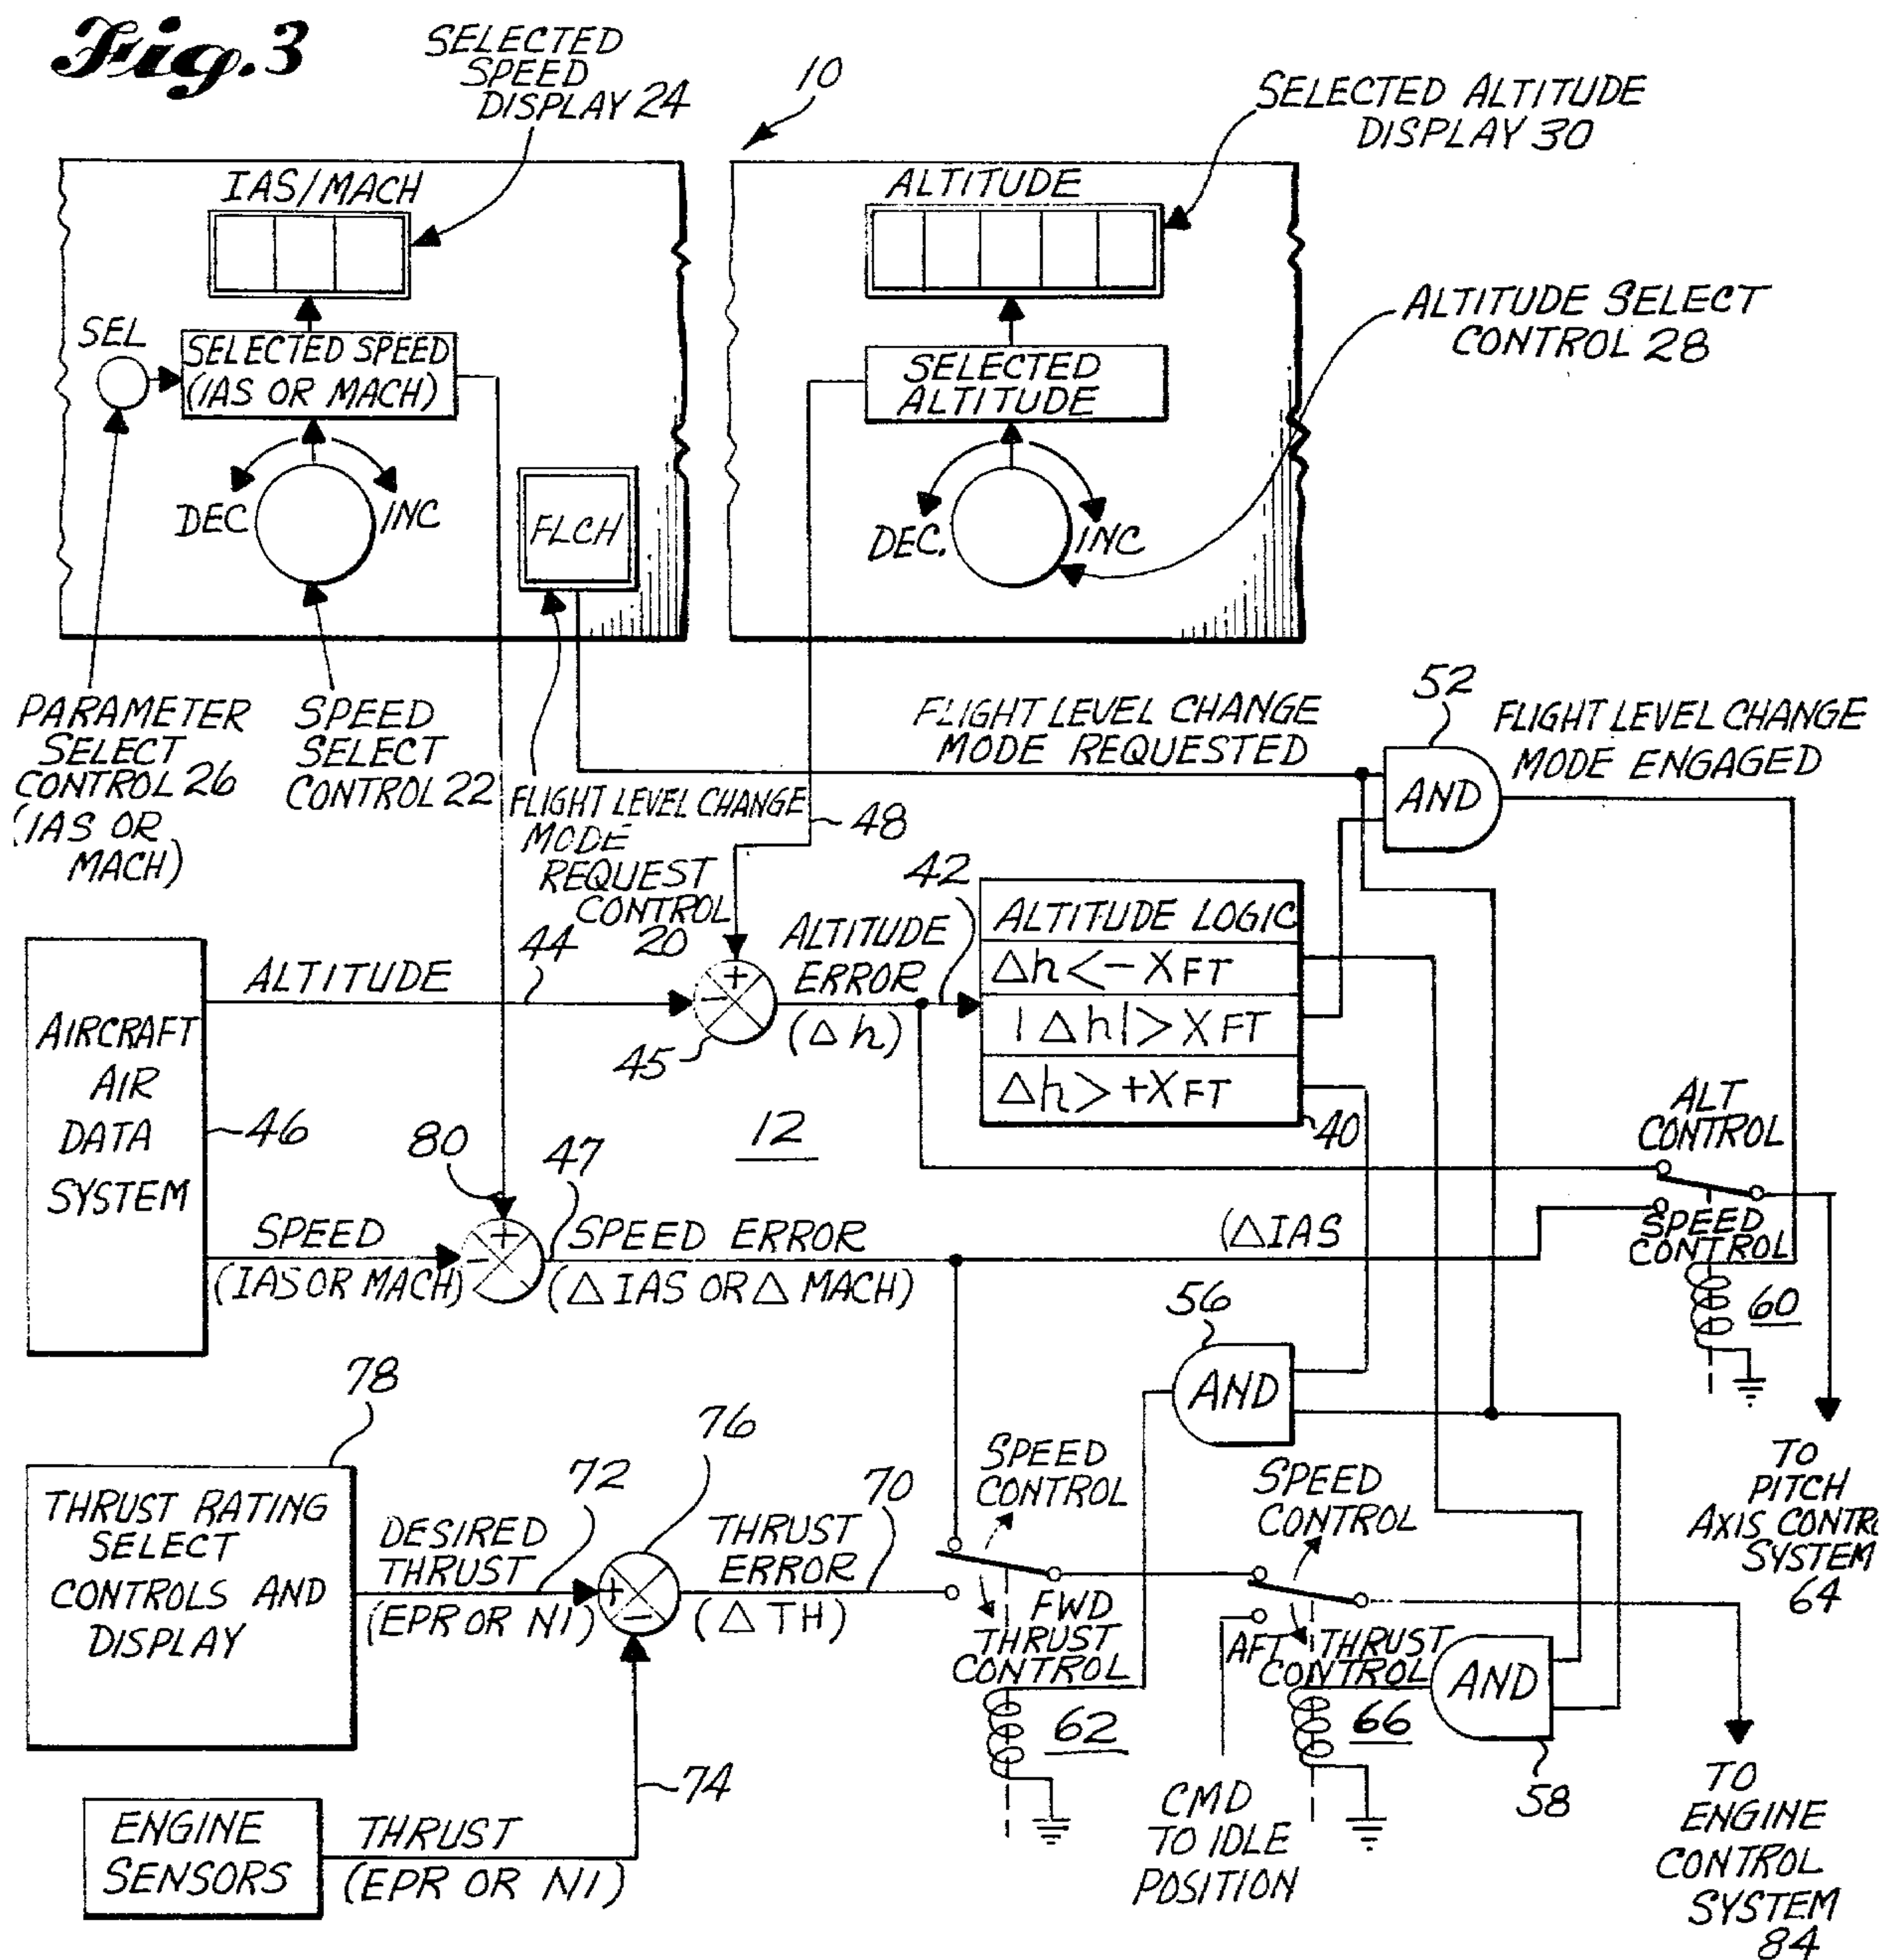 Fig. 3
SELECTED
SPEED
DISPLAY 24
10
SELECTED ALTITUDE
DISPLAY 30
IAS/MACH
ALTITUDE
SEL
SELECTED SPEED
(IAS OR MACH)
SELECTED
ALTITUDE
ALTITUDE SELECT
CONTROL 28
DEC
INC
FLCH
DEC.
INC
PARAMETER
SELECT
CONTROL 26
(IAS OR
MACH)
SPEED
SELECT
CONTROL 22
FLIGHT LEVEL CHANGE
MODE
REQUEST
CONTROL
20
FLIGHT LEVEL CHANGE
MODE REQUESTED
52
FLIGHT LEVEL CHANGE
MODE ENGAGED
AND
48
42
44
ALTITUDE
ALTITUDE
ERROR
(Δh)
45
ALTITUDE LOGIC
Δh<-XFT
|Δh|>XFT
Δh>+XFT
40
AIRCRAFT
AIR
DATA
SYSTEM
46
+
-
12
80
47
ALT
CONTROL
SPEED
(IAS OR MACH)
+
-
SPEED ERROR
(ΔIAS OR Δ MACH)
(ΔIAS
SPEED
CONTROL
60
56
AND
78
THRUST RATING
SELECT
CONTROLS AND
DISPLAY
72
DESIRED
THRUST
(EPR OR N1)
76
+
-
THRUST
ERROR
(Δ TH)
70
SPEED
CONTROL
SPEED
CONTROL
TO
PITCH
AXIS CONTR
SYSTEM
64
FWD
THRUST
CONTROL
62
AFT THRUST
CONTROL
66
AND
58
74
ENGINE
SENSORS
THRUST
(EPR OR N1)
CMD
TO IDLE
POSITION
TO
ENGINE
CONTROL
SYSTEM
84